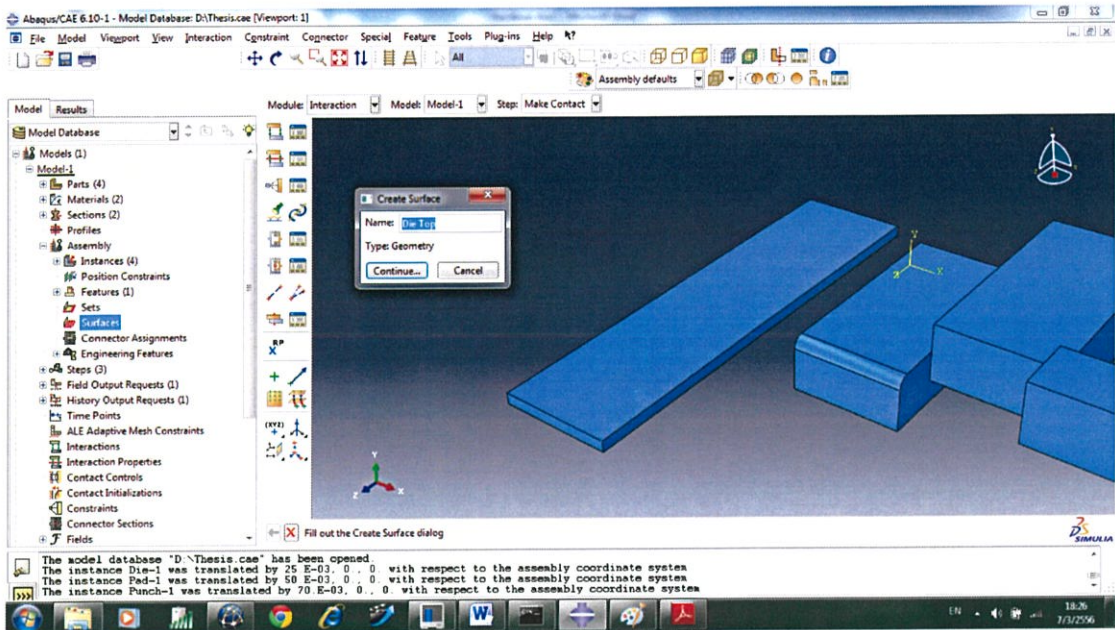 Abaqus/CAE 6.10-1 - Model Database: D:\Thesis.cae [Viewport: 1]
File Model Viewport View Interaction Constraint Connector Special Feature Tools Plug-ins Help
All
Assembly defaults
Model Results
Module: Interaction Model: Model-1 Step: Make Contact
Model Database
Models (1)
Model-1
Parts (4)
Materials (2)
Sections (2)
Profiles
Assembly
Instances (4)
Position Constraints
Features (1)
Sets
Surfaces
Connector Assignments
Engineering Features
Steps (3)
Field Output Requests (1)
History Output Requests (1)
Time Points
ALE Adaptive Mesh Constraints
Interactions
Interaction Properties
Contact Controls
Contact Initializations
Constraints
Connector Sections
Fields
RP
(XYZ)
Create Surface
Name: Die Top
Type: Geometry
Continue... Cancel
Y
Z X
Y
Z X
Fill out the Create Surface dialog
SIMULIA
The model database "D:\Thesis.cae" has been opened.
The instance Die-1 was translated by 25.E-03, 0., 0. with respect to the assembly coordinate system
The instance Pad-1 was translated by 50.E-03, 0., 0. with respect to the assembly coordinate system
The instance Punch-1 was translated by 70.E-03, 0., 0. with respect to the assembly coordinate system
>>>
EN
18:26
7/3/2556